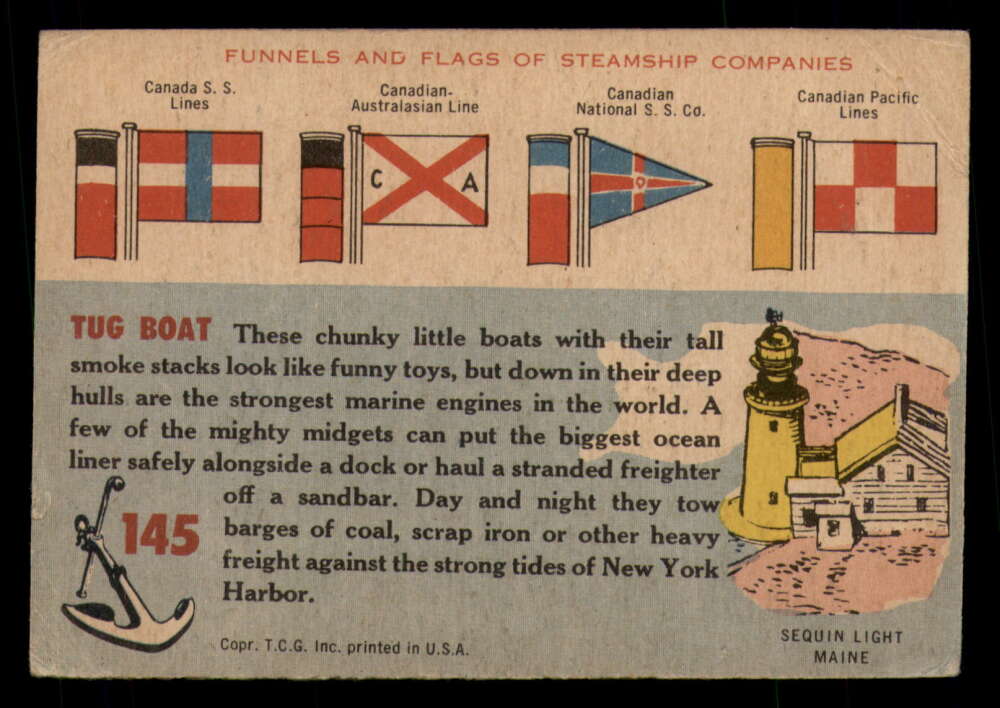 FUNNELS AND FLAGS OF STEAMSHIP COMPANIES
Canada S. S.
Lines
Canadian-
Australasian Line
Canadian
National S. S. Co.
Canadian Pacific
Lines
C A
TUG BOAT These chunky little boats with their tall
smoke stacks look like funny toys, but down in their deep
hulls are the strongest marine engines in the world. A
few of the mighty midgets can put the biggest ocean
liner safely alongside a dock or haul a stranded freighter
off a sandbar. Day and night they tow
barges of coal, scrap iron or other heavy
freight against the strong tides of New York
Harbor.
145
Copr. T.C.G. Inc. printed in U.S.A.
SEQUIN LIGHT
MAINE